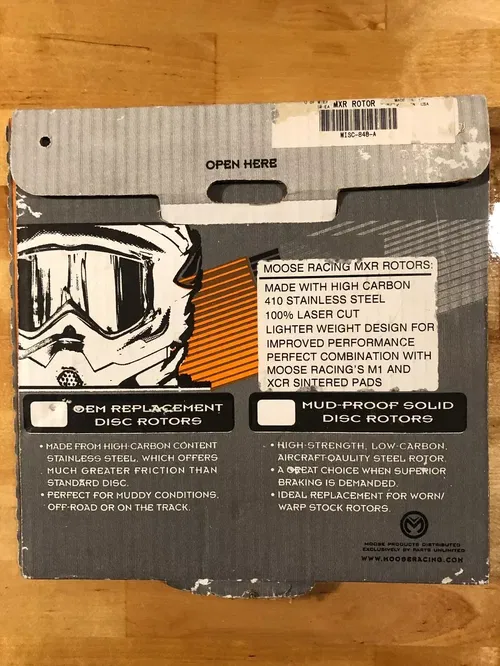 MXR ROTOR
USA
MISC-848-A
OPEN HERE
MOOSE RACING MXR ROTORS:
MADE WITH HIGH CARBON
410 STAINLESS STEEL
100% LASER CUT
LIGHTER WEIGHT DESIGN FOR
IMPROVED PERFORMANCE
PERFECT COMBINATION WITH
MOOSE RACING'S M1 AND
XCR SINTERED PADS
OEM REPLACEMENT
DISC ROTORS
• MADE FROM HIGH-CARBON CONTENT
STAINLESS STEEL, WHICH OFFERS
MUCH GREATER FRICTION THAN
STANDARD DISC.
• PERFECT FOR MUDDY CONDITIONS,
OFF-ROAD OR ON THE TRACK.
MUD-PROOF SOLID
DISC ROTORS
• HIGH-STRENGTH, LOW-CARBON,
AIRCRAFT-QAULITY STEEL ROTOR.
• A GREAT CHOICE WHEN SUPERIOR
BRAKING IS DEMANDED.
• IDEAL REPLACEMENT FOR WORN/
WARP STOCK ROTORS.
MOOSE PRODUCTS DISTRIBUTED
EXCLUSIVELY BY PARTS UNLIMITED
WWW.MOOSERACING.COM